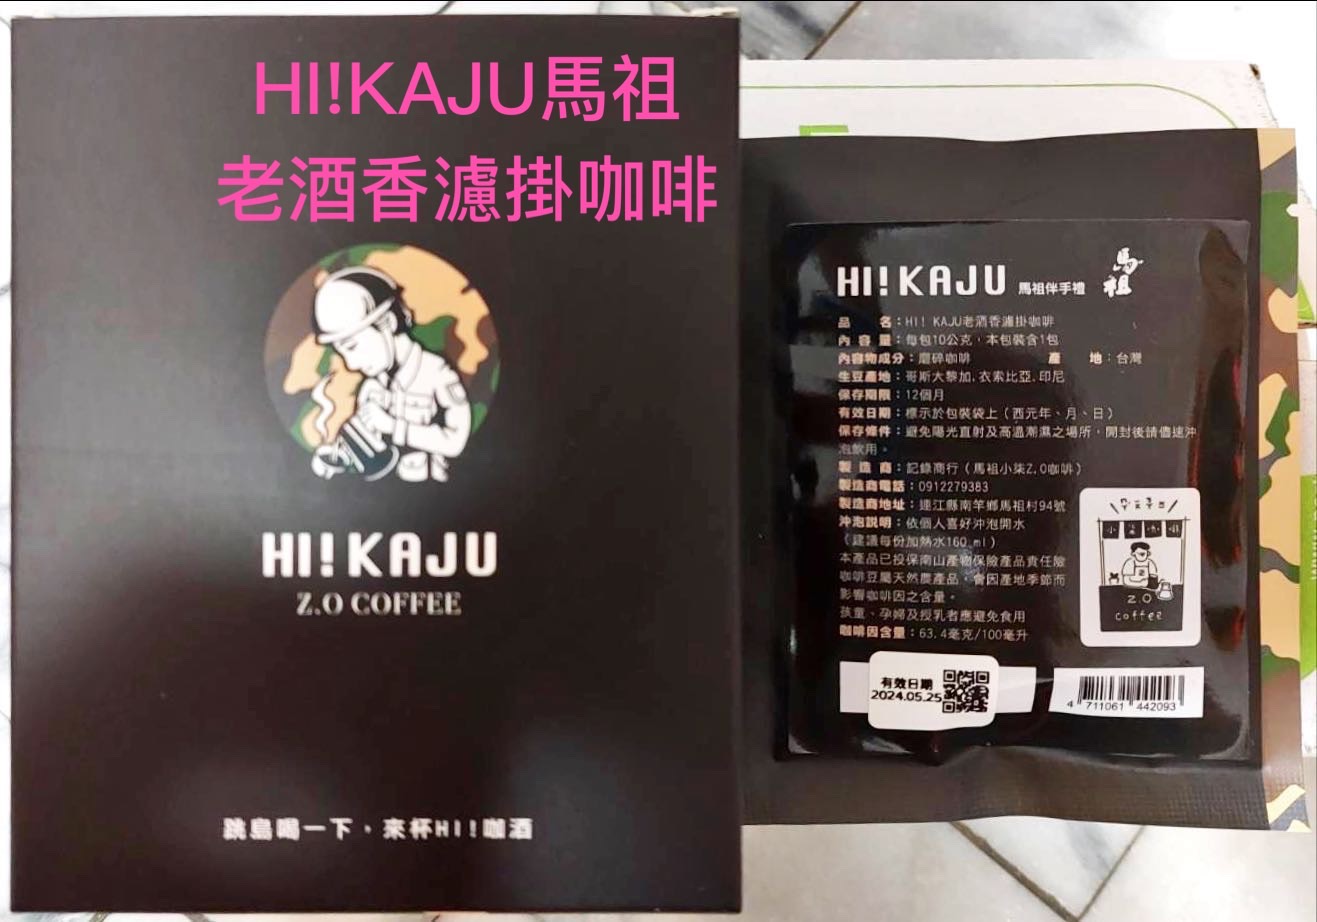 HI!KAJU馬祖
老酒香濾掛咖啡
HI!KAJU
Z.O COFFEE
跳島喝一下，來杯HI!咖酒
HI!KAJU 馬祖伴手禮 馬祖
品 名：HI! KAJU老酒香濾掛咖啡
內 容 量：每包10公克，本包裝含1包
內容物成分：磨碎咖啡 產 地：台灣
生豆產地：哥斯大黎加.衣索比亞.印尼
保存期限：12個月
有效日期：標示於包裝袋上（西元年、月、日）
保存條件：避免陽光直射及高溫潮濕之場所，開封後請儘速沖
泡飲用。
製 造 商：記錄商行（馬祖小柒Z.O咖啡）
製造商電話：0912279383
製造商地址：連江縣南竿鄉馬祖村94號
沖泡說明：依個人喜好沖泡開水
（建議每份加熱水160 ml）
本產品已投保南山產物保險產品責任險
咖啡豆屬天然農產品，會因產地季節而
影響咖啡因之含量。
孩童、孕婦及授乳者應避免食用
咖啡因含量：63.4毫克/100毫升
小柒咖啡
Z.O
coffee
有效日期
2024.05.25
4 711061 442093